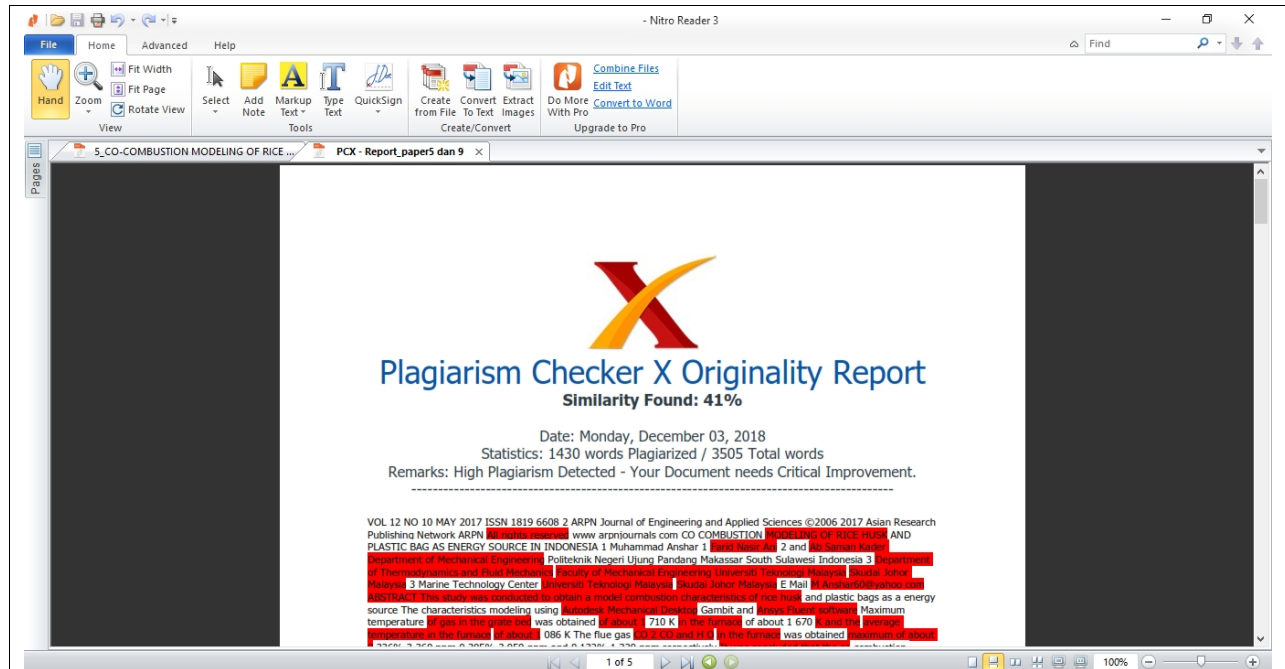 - Nitro Reader 3
File Home Advanced Help
Find
Hand
Zoom
Fit Width
Fit Page
Rotate View
View
Select
Add Note
Markup Text
Type Text
QuickSign
Tools
Create from File
Convert To Text
Extract Images
Create/Convert
Do More With Pro
Combine Files
Edit Text
Convert to Word
Upgrade to Pro
Pages
5_CO-COMBUSTION MODELING OF RICE ...
PCX - Report_paper5 dan 9
Plagiarism Checker X Originality Report
Similarity Found: 41%
Date: Monday, December 03, 2018
Statistics: 1430 words Plagiarized / 3505 Total words
Remarks: High Plagiarism Detected - Your Document needs Critical Improvement.
VOL 12 NO 10 MAY 2017 ISSN 1819 6608 2 ARPN Journal of Engineering and Applied Sciences ©2006 2017 Asian Research
Publishing Network ARPN All rights reserved www arpnjournals com CO COMBUSTION MODELING OF RICE HUSK AND
PLASTIC BAG AS ENERGY SOURCE IN INDONESIA 1 Muhammad Anshar 1 Farid Nasir Ani 2 and Ab Saman Kader
Department of Mechanical Engineering Politeknik Negeri Ujung Pandang Makassar South Sulawesi Indonesia 3 Department
of Thermodynamics and Fluid Mechanics Faculty of Mechanical Engineering Universiti Teknologi Malaysia Skudai Johor
Malaysia 3 Marine Technology Center Universiti Teknologi Malaysia Skudai Johor Malaysia E Mail M Anshar60@yahoo com
ABSTRACT This study was conducted to obtain a model combustion characteristics of rice husk and plastic bags as a energy
source The characteristics modeling using Autodesk Mechanical Desktop Gambit and Ansys Fluent software Maximum
temperature of gas in the grate bed was obtained of about 1 710 K in the furnace of about 1 670 K and the average
temperature in the furnace of about 1 086 K The flue gas CO 2 CO and H O in the furnace was obtained maximum of about
1 of 5
100%